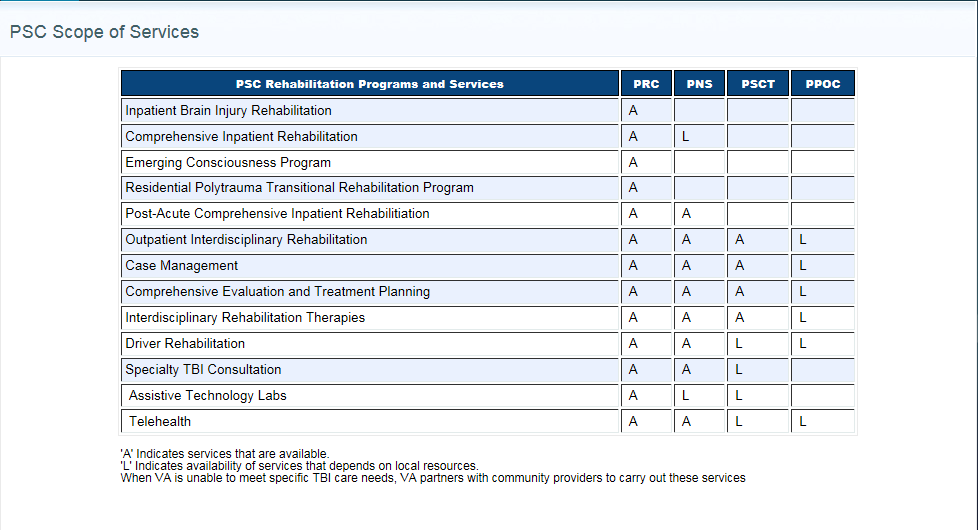 PSC Scope of Services
PSC Rehabilitation Programs and Services PRC PNS PSCT PPOC
Inpatient Brain Injury Rehabilitation A
Comprehensive Inpatient Rehabilitation A L
Emerging Consciousness Program A
Residential Polytrauma Transitional Rehabilitation Program A
Post-Acute Comprehensive Inpatient Rehabilitiation A A
Outpatient Interdisciplinary Rehabilitation A A A L
Case Management A A A L
Comprehensive Evaluation and Treatment Planning A A A L
Interdisciplinary Rehabilitation Therapies A A A L
Driver Rehabilitation A A L L
Specialty TBI Consultation A A L
Assistive Technology Labs A L L
Telehealth A A L L
'A' Indicates services that are available.
'L' Indicates availability of services that depends on local resources.
When VA is unable to meet specific TBI care needs, VA partners with community providers to carry out these services